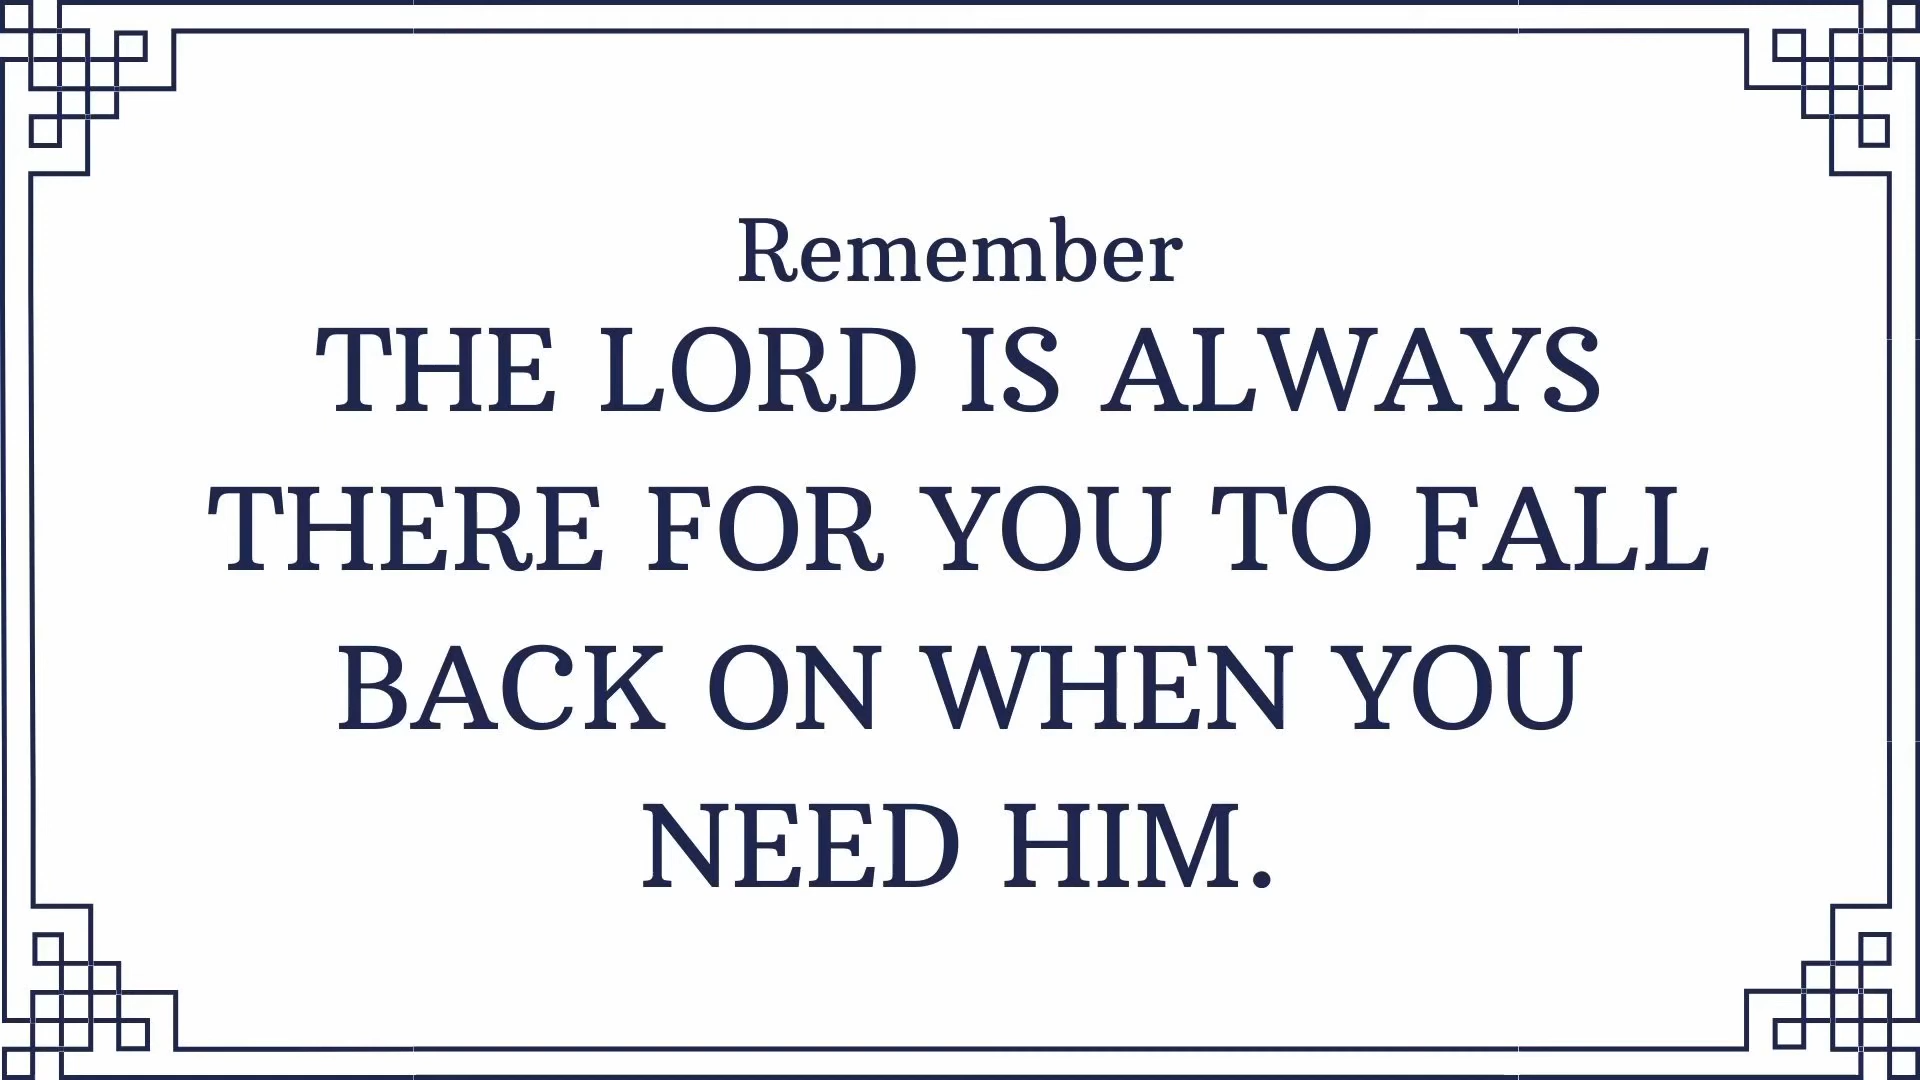 Remember
THE LORD IS ALWAYS
THERE FOR YOU TO FALL
BACK ON WHEN YOU
NEED HIM.